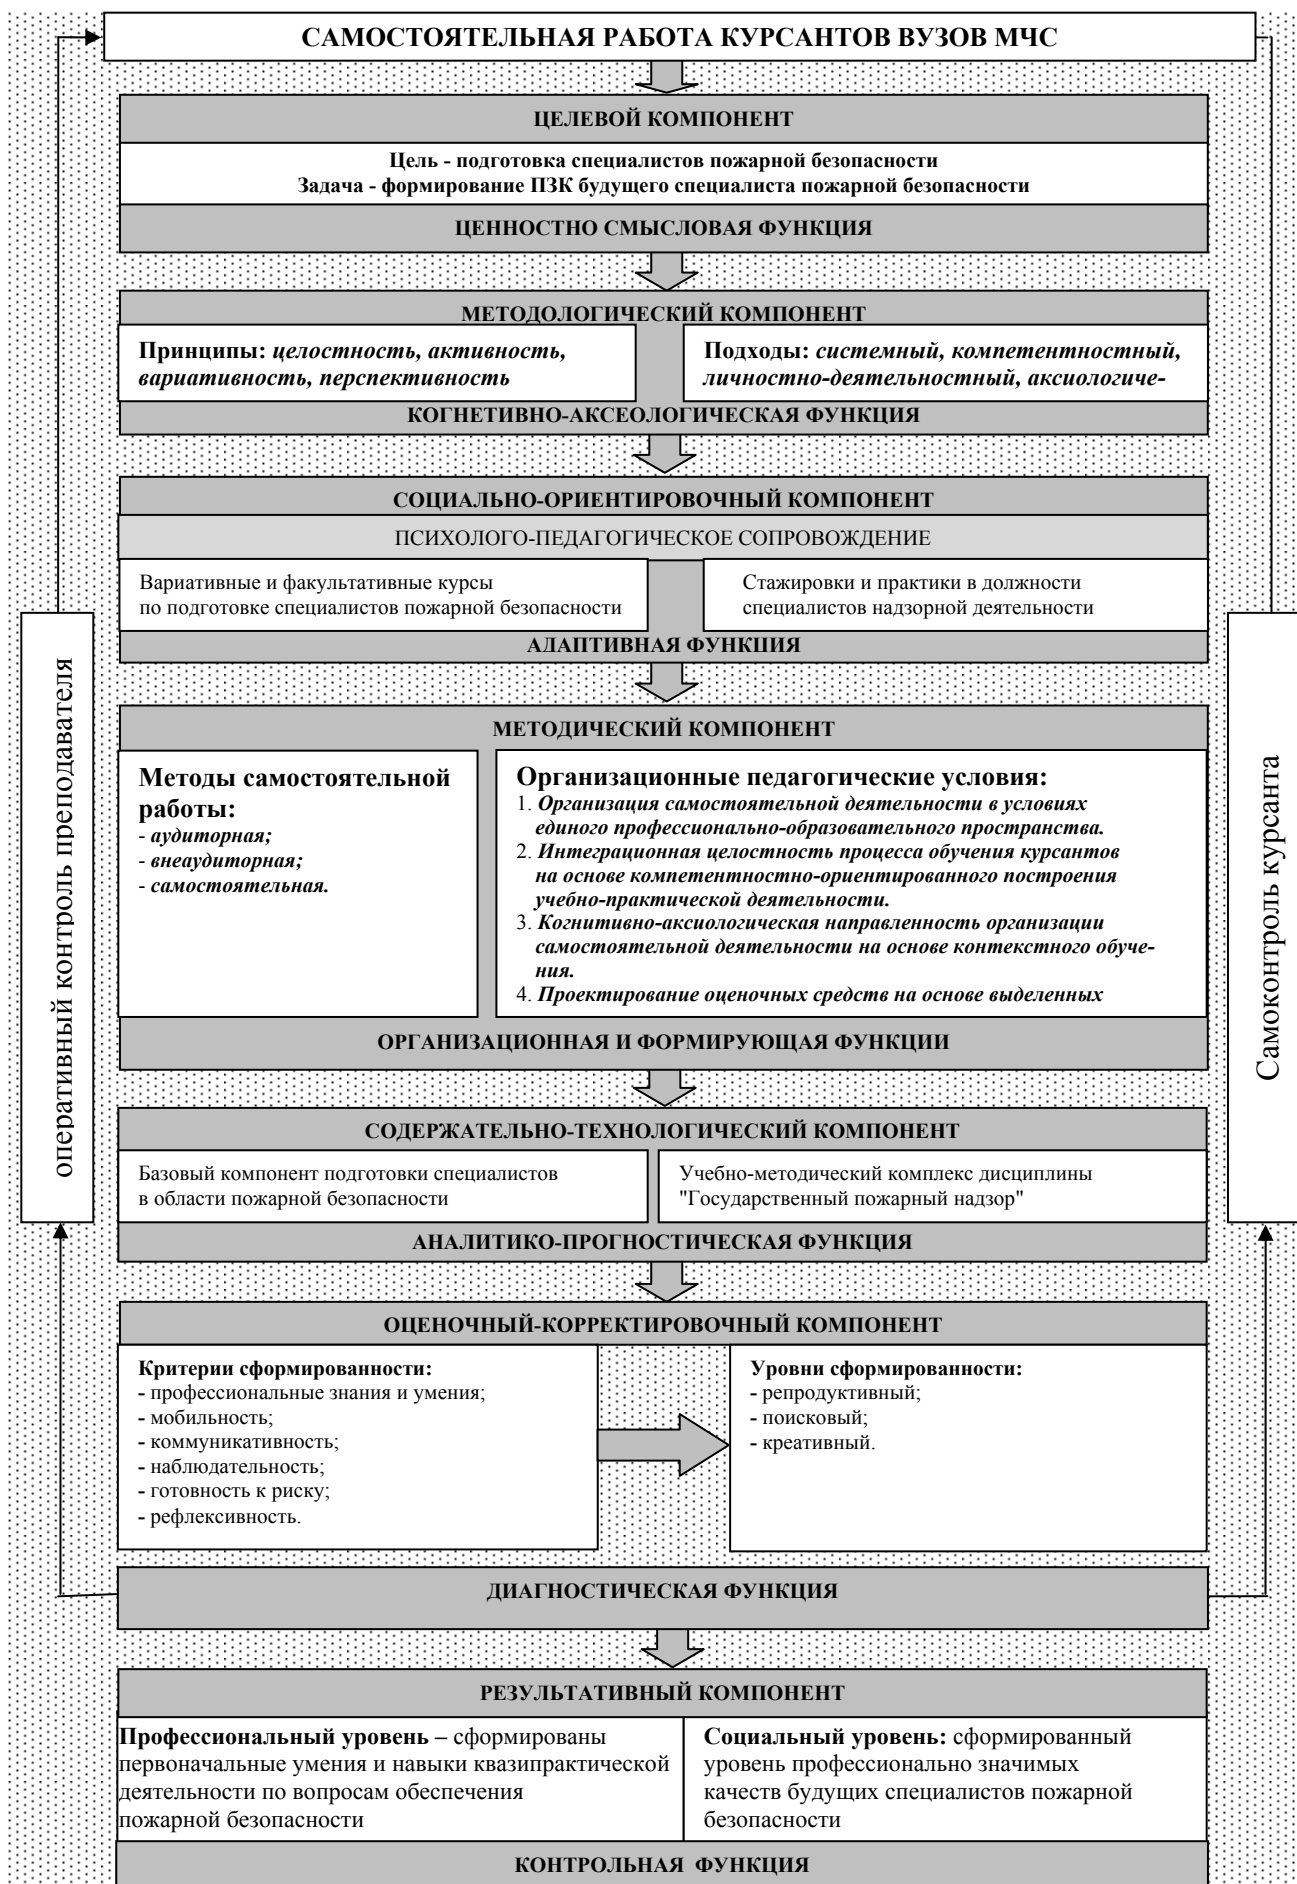 САМОСТОЯТЕЛЬНАЯ РАБОТА КУРСАНТОВ ВУЗОВ МЧС
ЦЕЛЕВОЙ КОМПОНЕНТ
Цель - подготовка специалистов пожарной безопасности
Задача - формирование ПЗК будущего специалиста пожарной безопасности
ЦЕННОСТНО СМЫСЛОВАЯ ФУНКЦИЯ
МЕТОДОЛОГИЧЕСКИЙ КОМПОНЕНТ
Принципы: целостность, активность,
вариативность, перспективность
Подходы: системный, компетентностный,
личностно-деятельностный, аксиологиче-
КОГНЕТИВНО-АКСЕОЛОГИЧЕСКАЯ ФУНКЦИЯ
СОЦИАЛЬНО-ОРИЕНТИРОВОЧНЫЙ КОМПОНЕНТ
ПСИХОЛОГО-ПЕДАГОГИЧЕСКОЕ СОПРОВОЖДЕНИЕ
Вариативные и факультативные курсы
по подготовке специалистов пожарной безопасности
Стажировки и практики в должности
специалистов надзорной деятельности
АДАПТИВНАЯ ФУНКЦИЯ
МЕТОДИЧЕСКИЙ КОМПОНЕНТ
Методы самостоятельной
работы:
- аудиторная;
- внеаудиторная;
- самостоятельная.
Организационные педагогические условия:
1. Организация самостоятельной деятельности в условиях
единого профессионально-образовательного пространства.
2. Интеграционная целостность процесса обучения курсантов
на основе компетентностно-ориентированного построения
учебно-практической деятельности.
3. Когнитивно-аксиологическая направленность организации
самостоятельной деятельности на основе контекстного обуче-
ния.
4. Проектирование оценочных средств на основе выделенных
ОРГАНИЗАЦИОННАЯ И ФОРМИРУЮЩАЯ ФУНКЦИИ
оперативный контроль преподавателя
Самоконтроль курсанта
СОДЕРЖАТЕЛЬНО-ТЕХНОЛОГИЧЕСКИЙ КОМПОНЕНТ
Базовый компонент подготовки специалистов
в области пожарной безопасности
Учебно-методический комплекс дисциплины
"Государственный пожарный надзор"
АНАЛИТИКО-ПРОГНОСТИЧЕСКАЯ ФУНКЦИЯ
ОЦЕНОЧНЫЙ-КОРРЕКТИРОВОЧНЫЙ КОМПОНЕНТ
Критерии сформированности:
- профессиональные знания и умения;
- мобильность;
- коммуникативность;
- наблюдательность;
- готовность к риску;
- рефлексивность.
Уровни сформированности:
- репродуктивный;
- поисковый;
- креативный.
ДИАГНОСТИЧЕСКАЯ ФУНКЦИЯ
РЕЗУЛЬТАТИВНЫЙ КОМПОНЕНТ
Профессиональный уровень – сформированы
первоначальные умения и навыки квазипрактической
деятельности по вопросам обеспечения
пожарной безопасности
Социальный уровень: сформированный
уровень профессионально значимых
качеств будущих специалистов пожарной
безопасности
КОНТРОЛЬНАЯ ФУНКЦИЯ